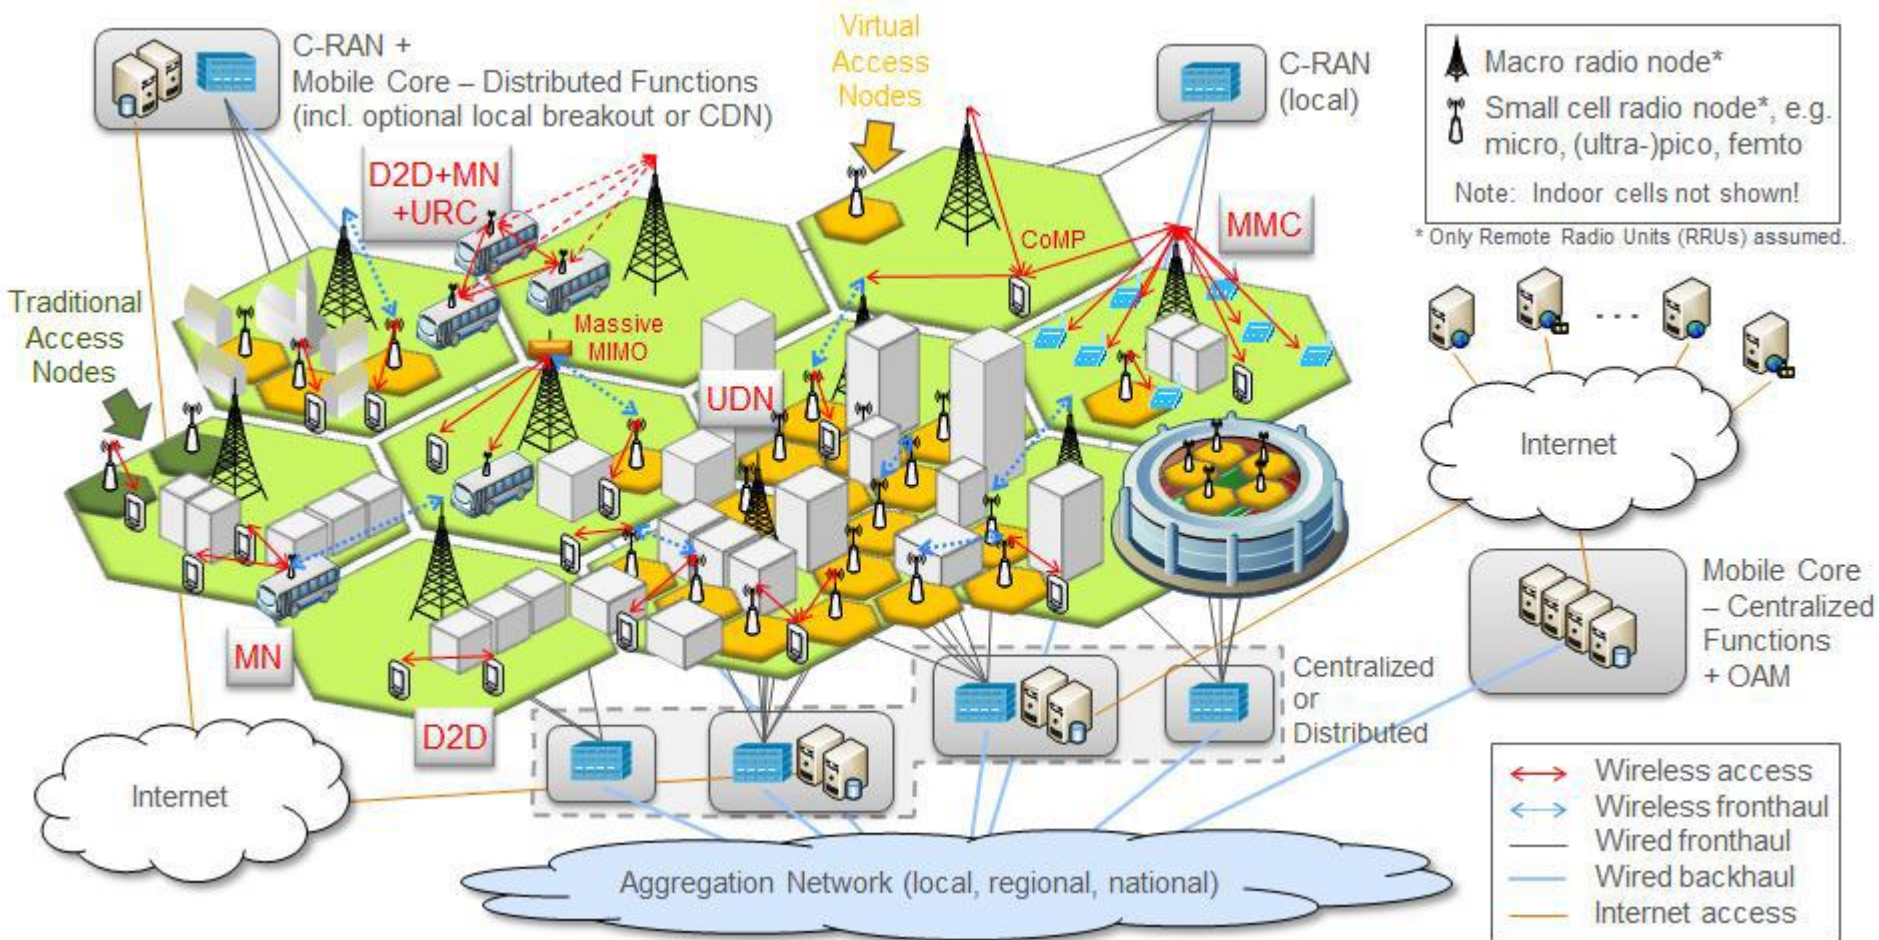 C-RAN +
Mobile Core – Distributed Functions
(incl. optional local breakout or CDN)
Virtual
Access
Nodes
C-RAN
(local)
Macro radio node*
Small cell radio node*, e.g.
micro, (ultra-)pico, femto
Note: Indoor cells not shown!
* Only Remote Radio Units (RRUs) assumed.
D2D+MN
+URC
MMC
CoMP
Traditional
Access
Nodes
Massive
MIMO
UDN
Internet
MN
D2D
Mobile Core
– Centralized
Functions
+ OAM
Centralized
or
Distributed
Internet
Aggregation Network (local, regional, national)
Wireless access
Wireless fronthaul
Wired fronthaul
Wired backhaul
Internet access